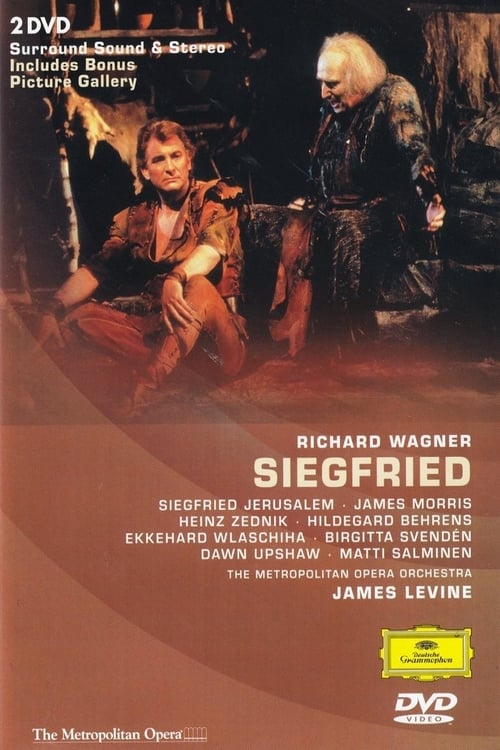 2 DVD
Surround Sound & Stereo
Includes Bonus
Picture Gallery
RICHARD WAGNER
SIEGFRIED
SIEGFRIED JERUSALEM · JAMES MORRIS
HEINZ ZEDNIK · HILDEGARD BEHRENS
EKKEHARD WLASCHIHA · BIRGITTA SVENDÉN
DAWN UPSHAW · MATTI SALMINEN
THE METROPOLITAN OPERA ORCHESTRA
JAMES LEVINE
Deutsche
Grammophon
DVD
VIDEO
The Metropolitan Opera